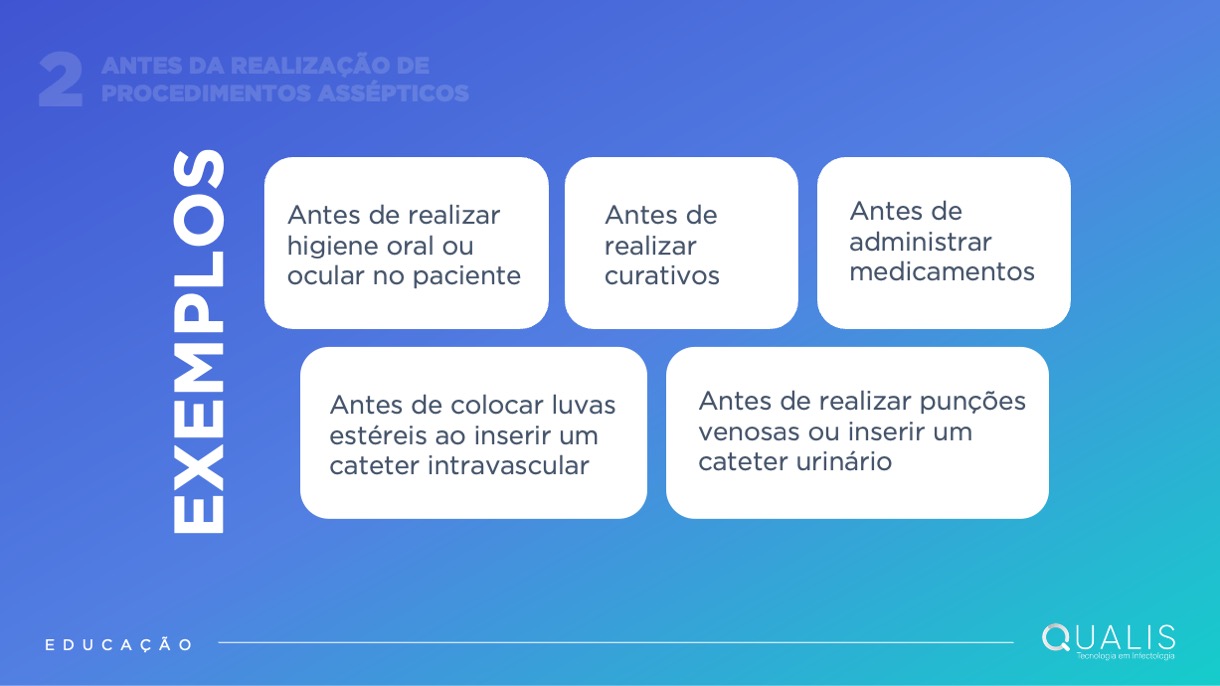 2
ANTES DA REALIZAÇÃO DE
PROCEDIMENTOS ASSÉPTICOS
EXEMPLOS
Antes de realizar
higiene oral ou
ocular no paciente
Antes de
realizar
curativos
Antes de
administrar
medicamentos
Antes de colocar luvas
estéreis ao inserir um
cateter intravascular
Antes de realizar punções
venosas ou inserir um
cateter urinário
EDUCAÇÃO
QUALIS
Tecnologia em Infectologia